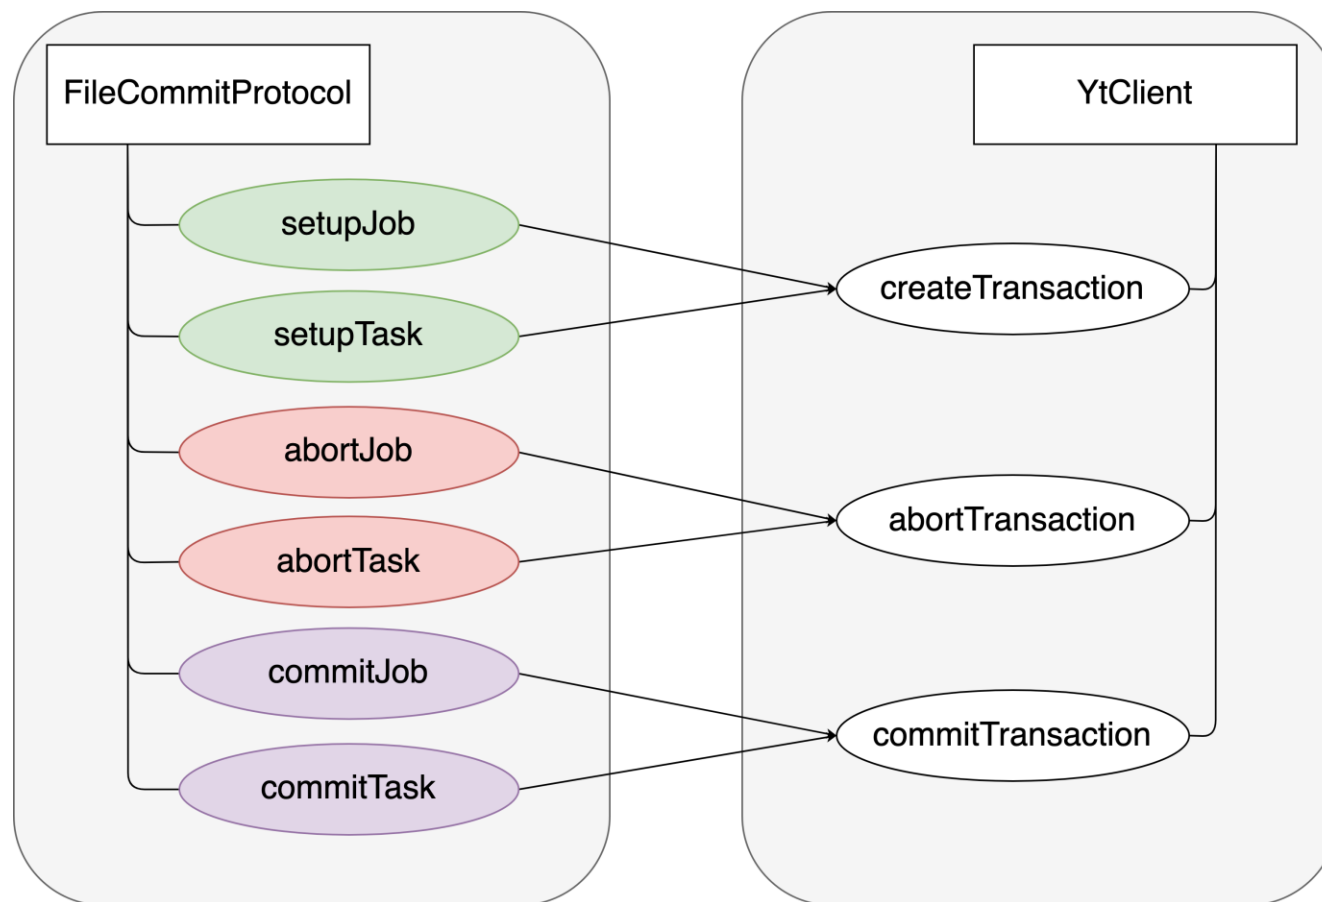 FileCommitProtocol
setupJob
setupTask
abortJob
abortTask
commitJob
commitTask
YtClient
createTransaction
abortTransaction
commitTransaction